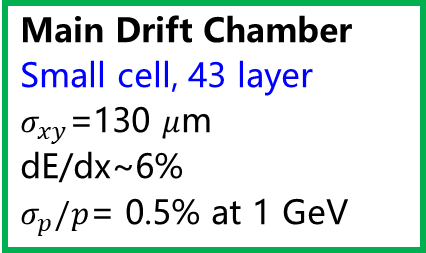 Main Drift Chamber
Small cell, 43 layer
σxy=130 μm
dE/dx~6%
σp/p= 0.5% at 1 GeV